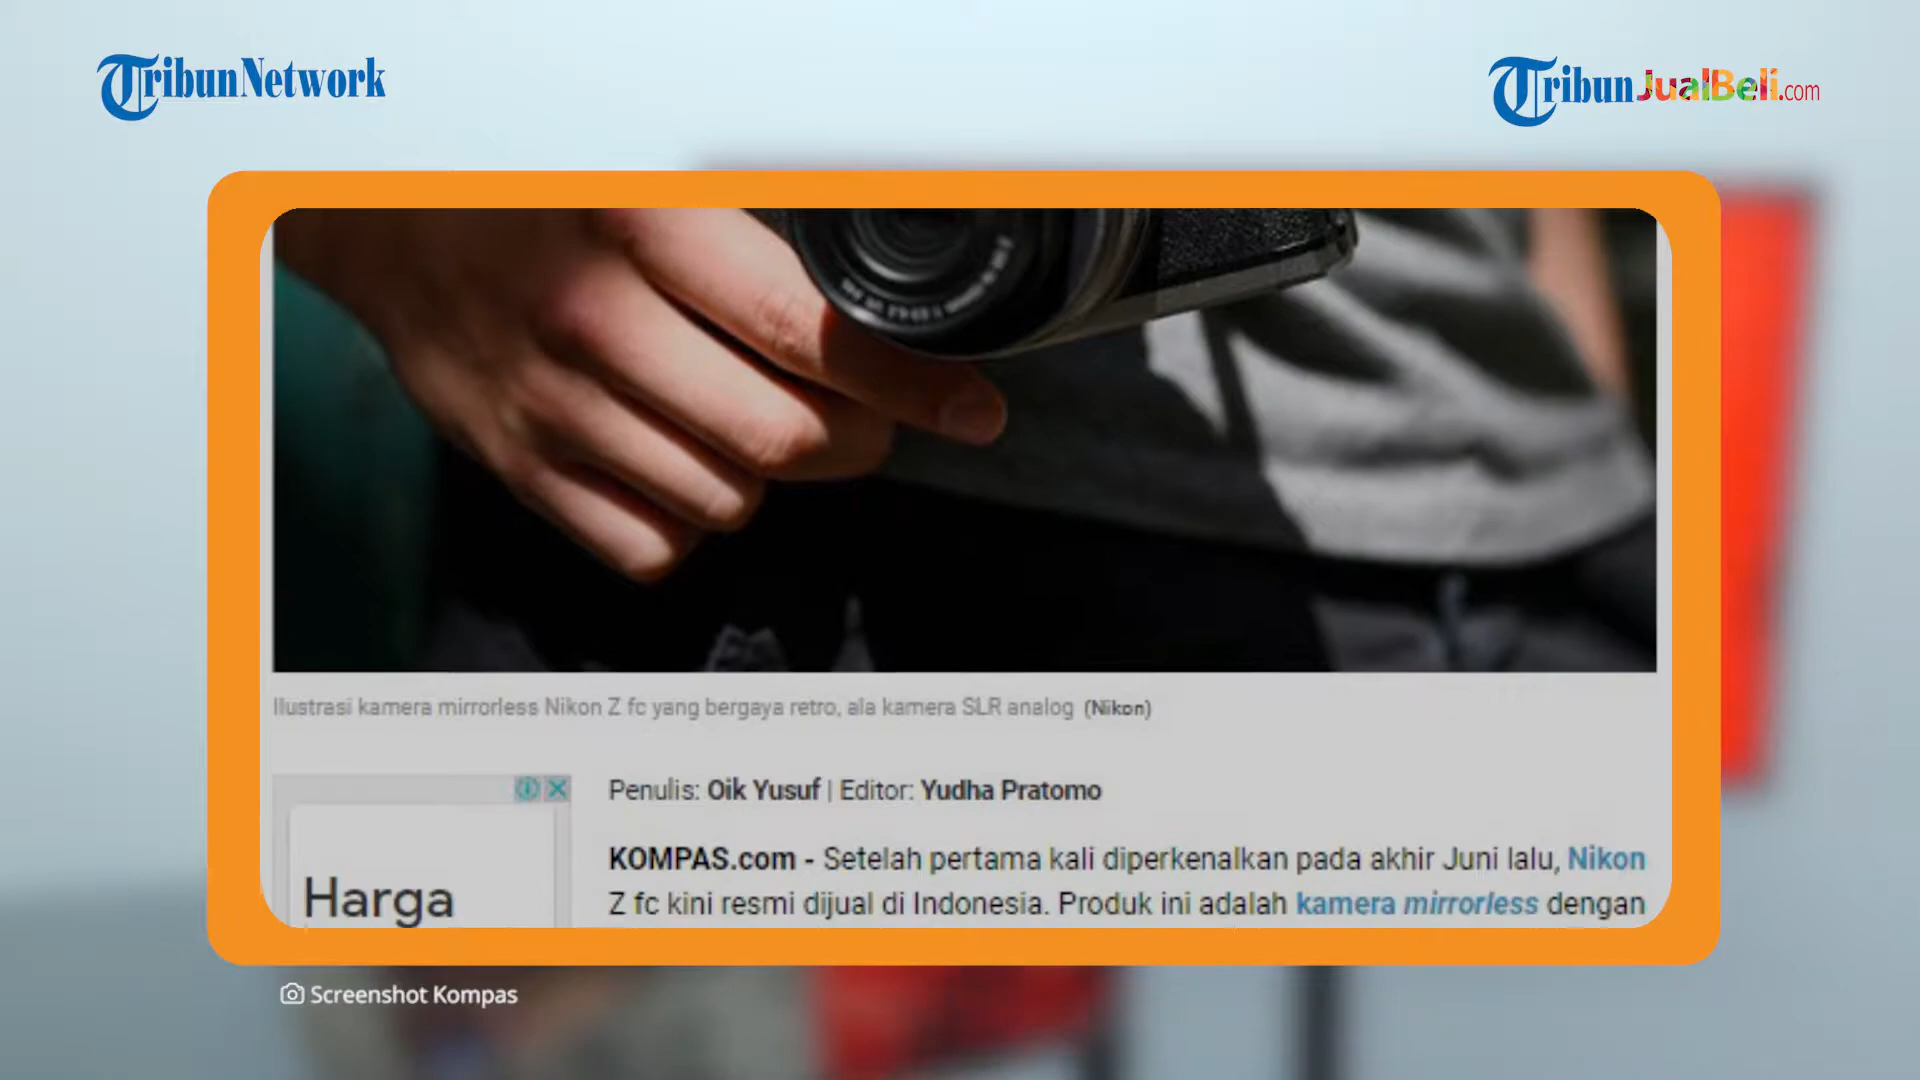 TribunNetwork
TribunJualBeli.com
Ilustrasi kamera mirrorless Nikon Z fc yang bergaya retro, ala kamera SLR analog (Nikon)
Penulis: Oik Yusuf | Editor: Yudha Pratomo
KOMPAS.com - Setelah pertama kali diperkenalkan pada akhir Juni lalu, Nikon
Z fc kini resmi dijual di Indonesia. Produk ini adalah kamera mirrorless dengan
Harga
Screenshot Kompas